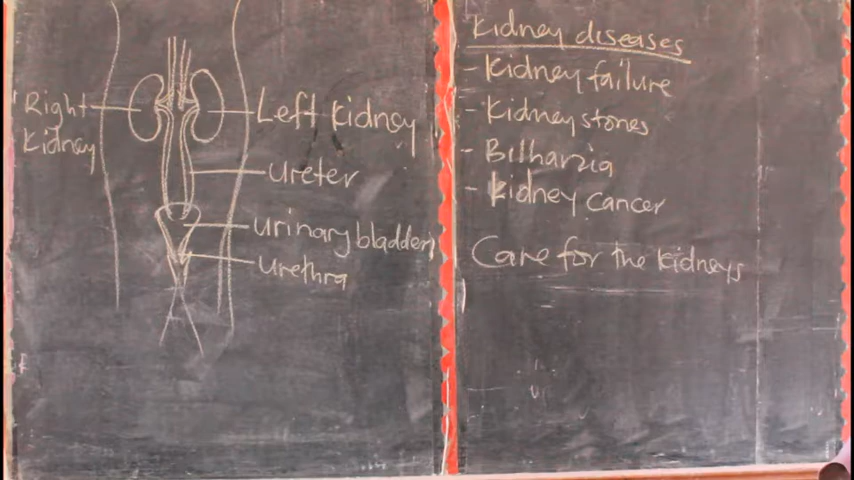 Right
Kidney
Left kidney
Ureter
Urinary bladder
Urethra
Kidney diseases
- Kidney failure
- Kidney stones
- Bilharzia
- Kidney cancer
Care for the kidneys